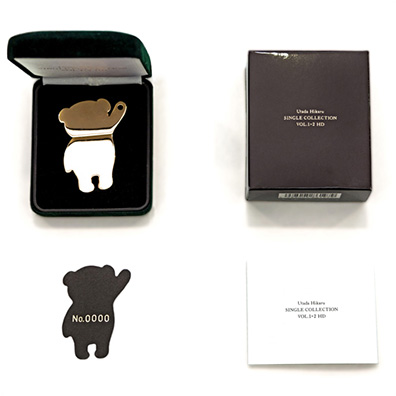 Utada Hikaru
SINGLE COLLECTION
VOL.1+2 HD
No.0000
Utada Hikaru
SINGLE COLLECTION
VOL.1+2 HD